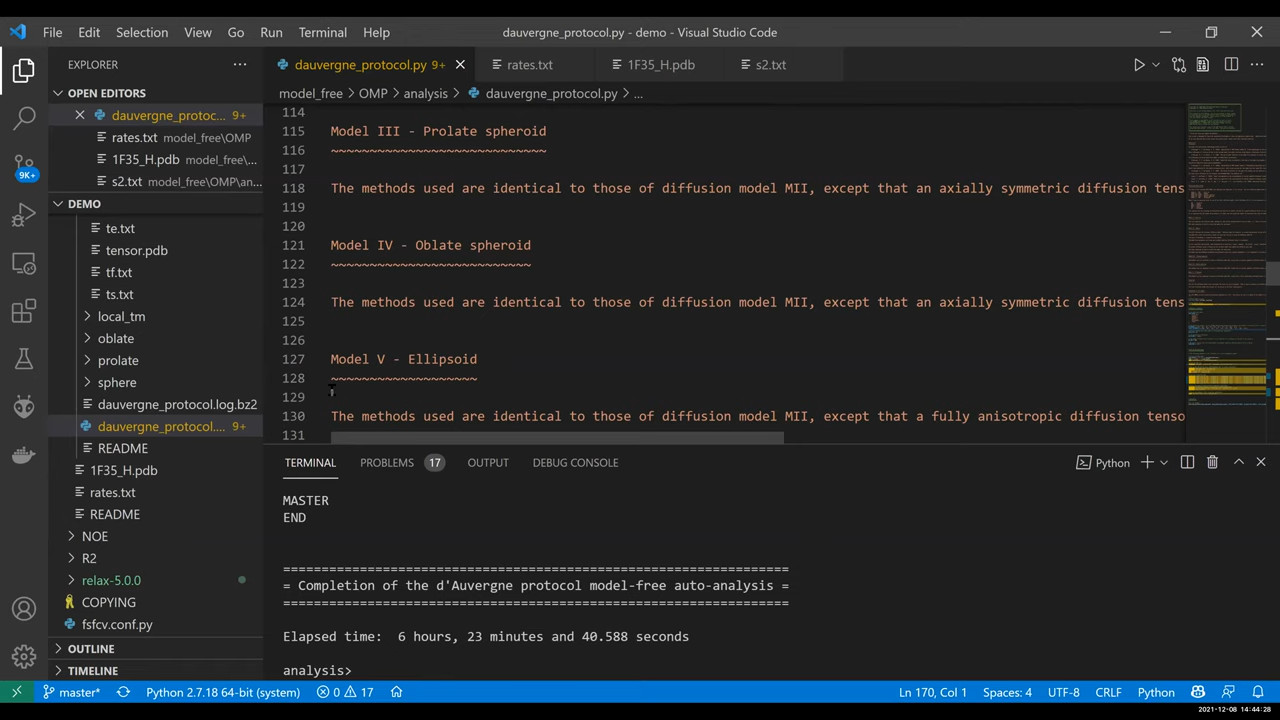 File Edit Selection View Go Run Terminal Help dauvergne_protocol.py - demo - Visual Studio Code
EXPLORER
OPEN EDITORS
dauvergne_protoc... 9+
rates.txt model_free\OMP
1F35_H.pdb model_free\...
s2.txt model_free\OMP\an...
DEMO
te.txt
tensor.pdb
tf.txt
ts.txt
local_tm
oblate
prolate
sphere
dauvergne_protocol.log.bz2
dauvergne_protocol.... 9+
README
1F35_H.pdb
rates.txt
README
NOE
R2
relax-5.0.0
COPYING
fsfcv.conf.py
OUTLINE
TIMELINE
9K+
dauvergne_protocol.py 9+ rates.txt 1F35_H.pdb s2.txt
model_free > OMP > analysis > dauvergne_protocol.py > ...
114
115 Model III - Prolate spheroid
116 ~~~~~~~~~~~~~~~~~~~~~~~~~~~~
117
118 The methods used are identical to those of diffusion model MII, except that an axially symmetric diffusion tens
119
120
121 Model IV - Oblate spheroid
122 ~~~~~~~~~~~~~~~~~~~~~~~~~~
123
124 The methods used are identical to those of diffusion model MII, except that an axially symmetric diffusion tens
125
126
127 Model V - Ellipsoid
128 ~~~~~~~~~~~~~~~~~~~
129
130 The methods used are identical to those of diffusion model MII, except that a fully anisotropic diffusion tenso
131
TERMINAL PROBLEMS 17 OUTPUT DEBUG CONSOLE Python
MASTER
END
===================================================================
= Completion of the d'Auvergne protocol model-free auto-analysis =
===================================================================
Elapsed time:  6 hours, 23 minutes and 40.588 seconds
analysis>
master* Python 2.7.18 64-bit (system) 0 17 Ln 170, Col 1 Spaces: 4 UTF-8 CRLF Python
2021-12-08 14:44:28